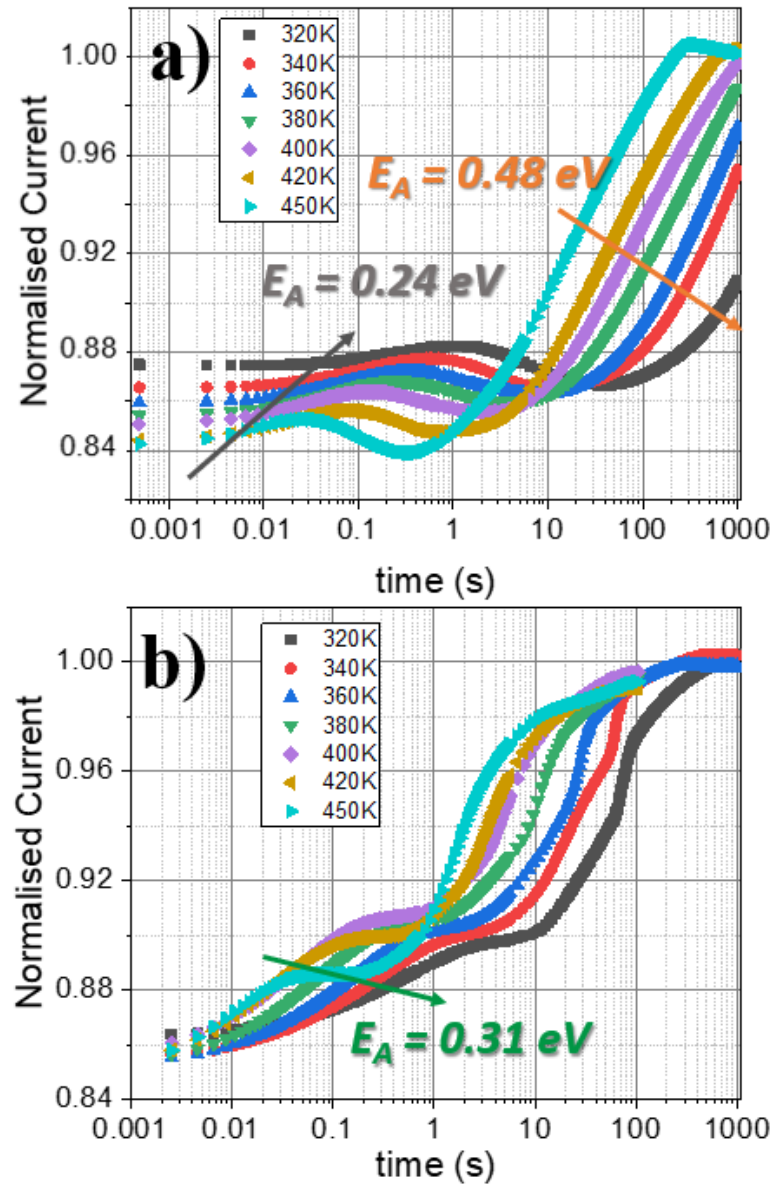 a)
320K
340K
360K
380K
400K
420K
450K
E_A = 0.48 eV
E_A = 0.24 eV
1.00
0.96
0.92
0.88
0.84
Normalised Current
0.001 0.01 0.1 1 10 100 1000
time (s)
b)
320K
340K
360K
380K
400K
420K
450K
E_A = 0.31 eV
1.00
0.96
0.92
0.88
0.84
Normalised Current
0.001 0.01 0.1 1 10 100 1000
time (s)